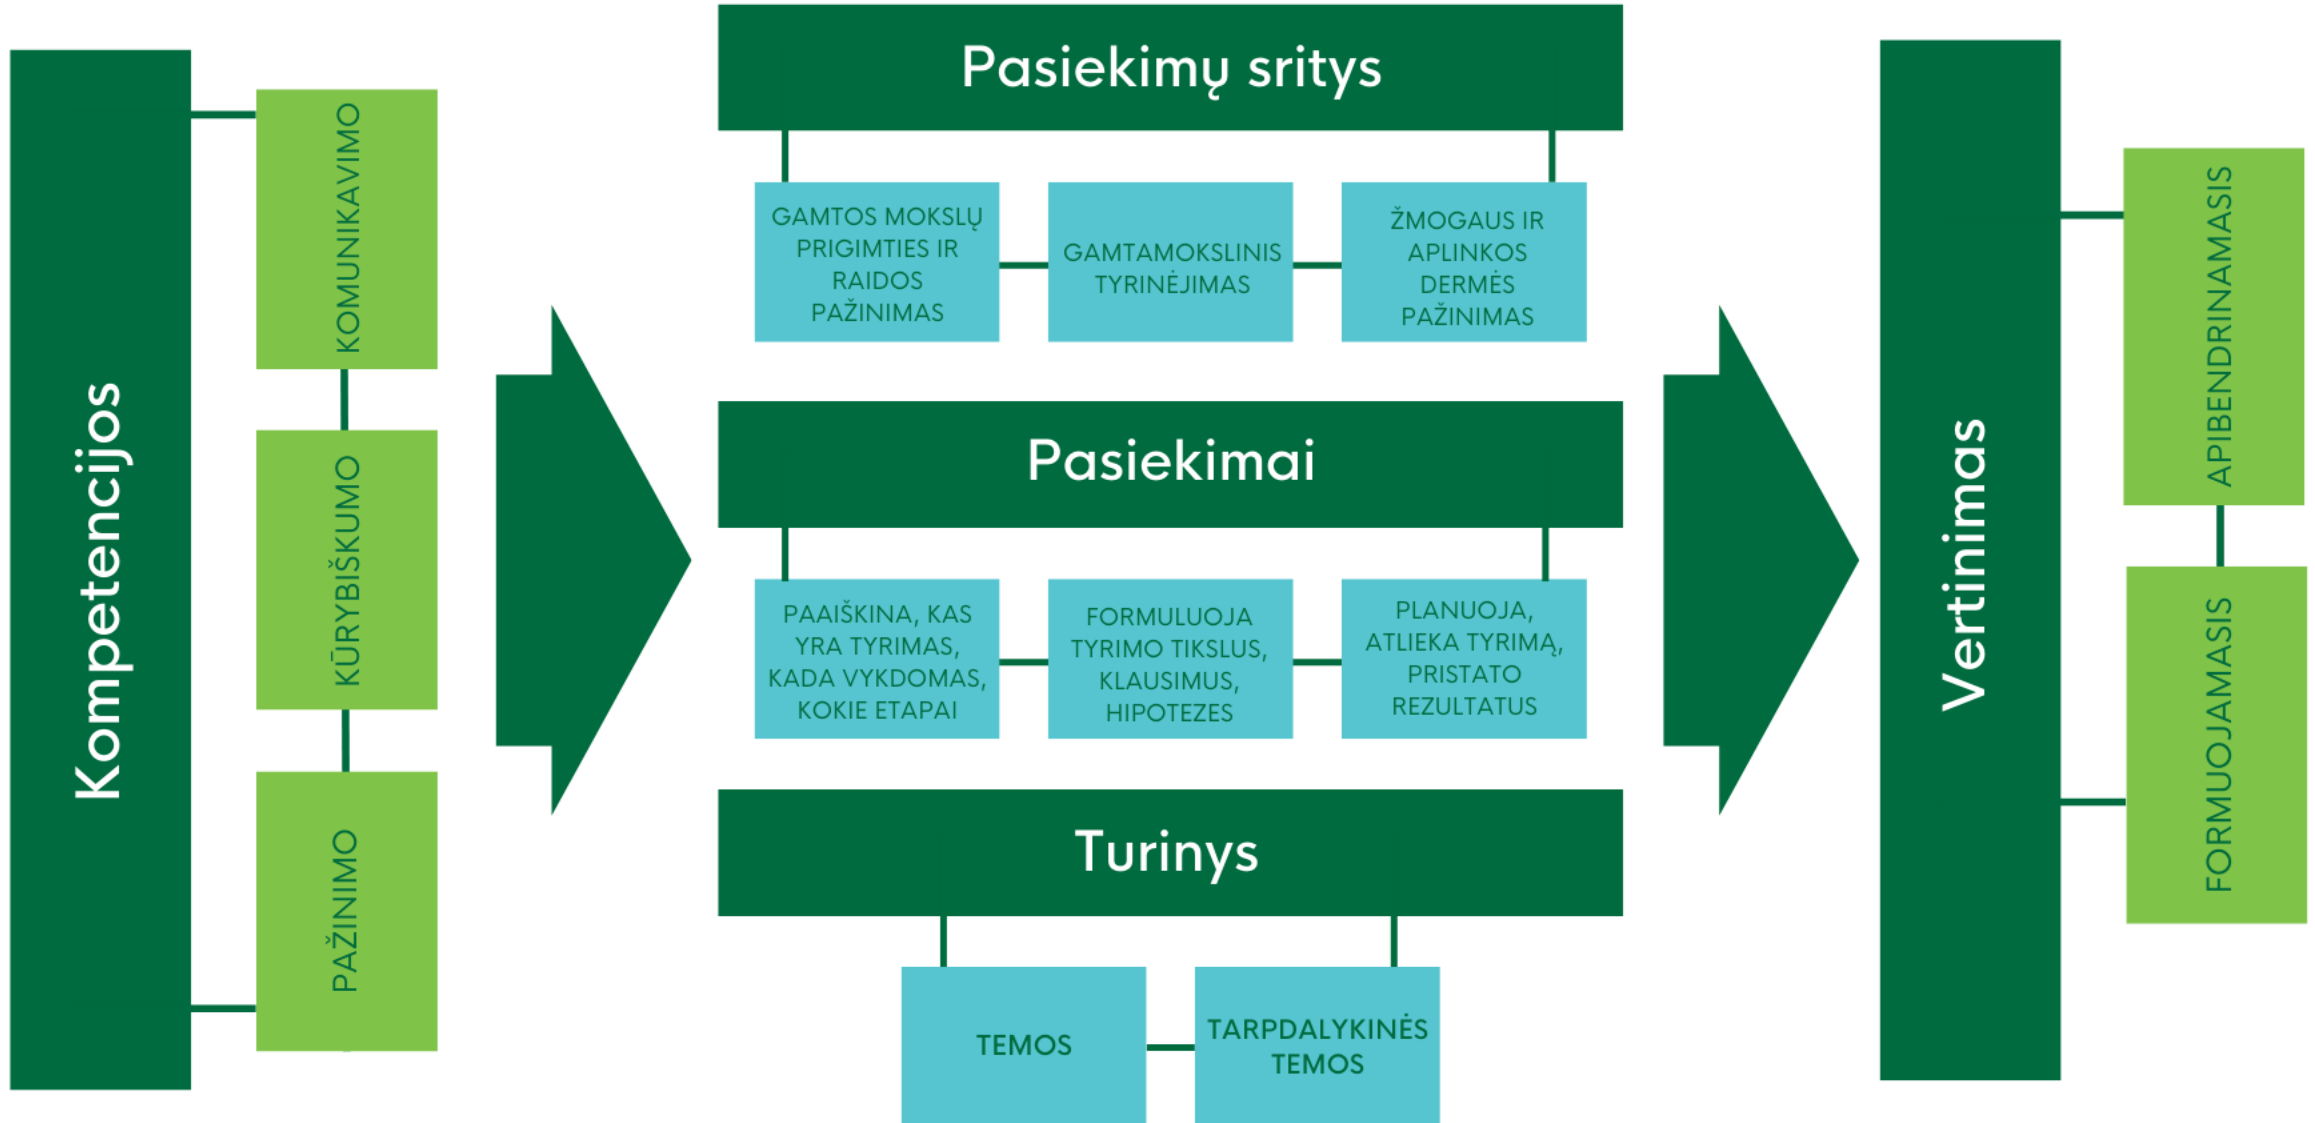 Kompetencijos
KOMUNIKAVIMO
KŪRYBIŠKUMO
PAŽINIMO
Pasiekimų sritys
GAMTOS MOKSLŲ
PRIGIMTIES IR
RAIDOS
PAŽINIMAS
GAMTAMOKSLINIS
TYRINĖJIMAS
ŽMOGAUS IR
APLINKOS
DERMĖS
PAŽINIMAS
Pasiekimai
PAAIŠKINA, KAS
YRA TYRIMAS,
KADA VYKDOMAS,
KOKIE ETAPAI
FORMULUOJA
TYRIMO TIKSLUS,
KLAUSIMUS,
HIPOTEZES
PLANUOJA,
ATLIEKA TYRIMĄ,
PRISTATO
REZULTATUS
Turinys
TEMOS
TARPDALYKINĖS
TEMOS
Vertinimas
APIBENDRINAMASIS
FORMUOJAMASIS